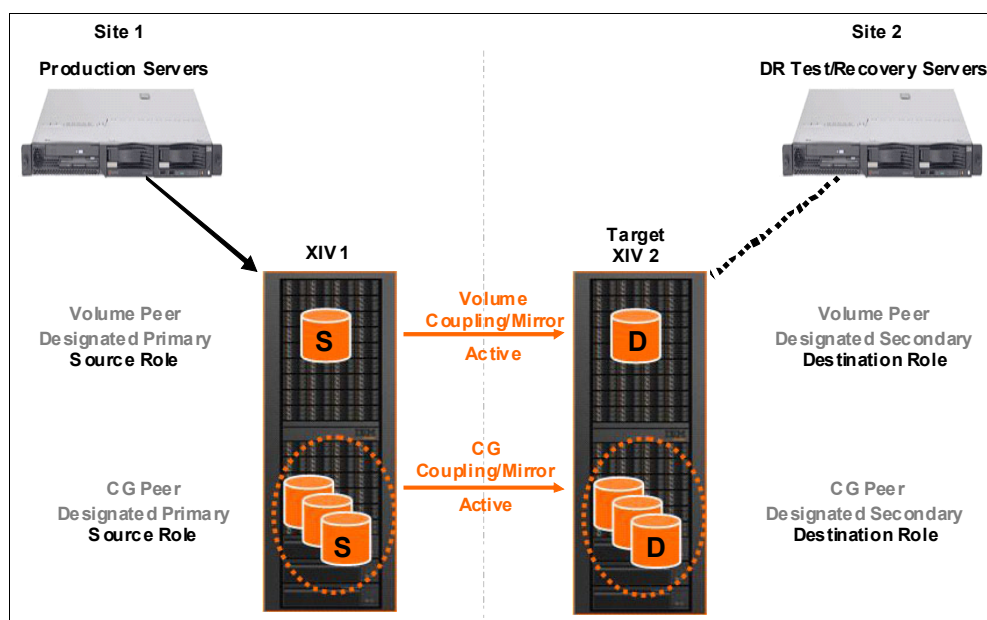 Site 1
Production Servers
Site 2
DR Test/Recovery Servers
XIV 1
Target
XIV 2
Volume Peer
Designated Primary
Source Role
S
Volume
Coupling/Mirror
Active
D
Volume Peer
Designated Secondary
Destination Role
IBM
IBM
CG Peer
Designated Primary
Source Role
S
CG
Coupling/Mirror
Active
D
CG Peer
Designated Secondary
Destination Role